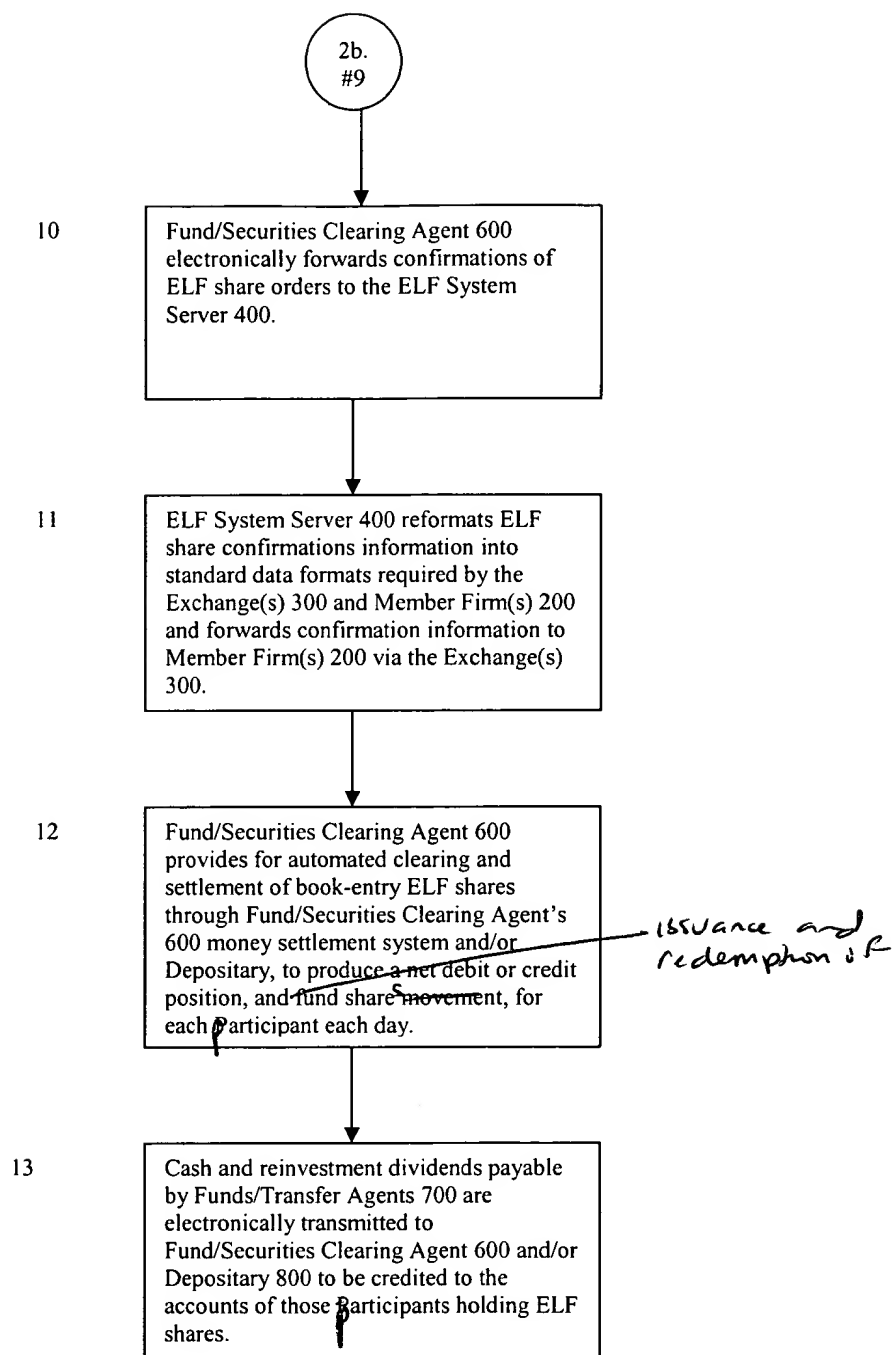 2b.
#9
10
Fund/Securities Clearing Agent 600
electronically forwards confirmations of
ELF share orders to the ELF System
Server 400.
11
ELF System Server 400 reformats ELF
share confirmations information into
standard data formats required by the
Exchange(s) 300 and Member Firm(s) 200
and forwards confirmation information to
Member Firm(s) 200 via the Exchange(s)
300.
12
Fund/Securities Clearing Agent 600
provides for automated clearing and
settlement of book-entry ELF shares
through Fund/Securities Clearing Agent's
600 money settlement system and/or
Depositary, to produce a net debit or credit
position, and fund shares movement, for
each participant each day.
issuance and
redemption of
13
Cash and reinvestment dividends payable
by Funds/Transfer Agents 700 are
electronically transmitted to
Fund/Securities Clearing Agent 600 and/or
Depositary 800 to be credited to the
accounts of those participants holding ELF
shares.